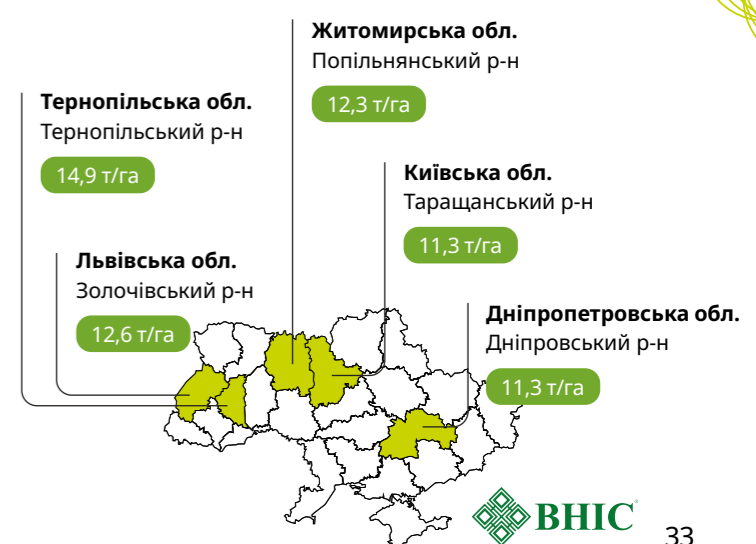 Житомирська обл.
Попільнянський р-н
12,3 т/га
Тернопільська обл.
Тернопільський р-н
14,9 т/га
Київська обл.
Таращанський р-н
11,3 т/га
Львівська обл.
Золочівський р-н
12,6 т/га
Дніпропетровська обл.
Дніпровський р-н
11,3 т/га
ВНІС
33